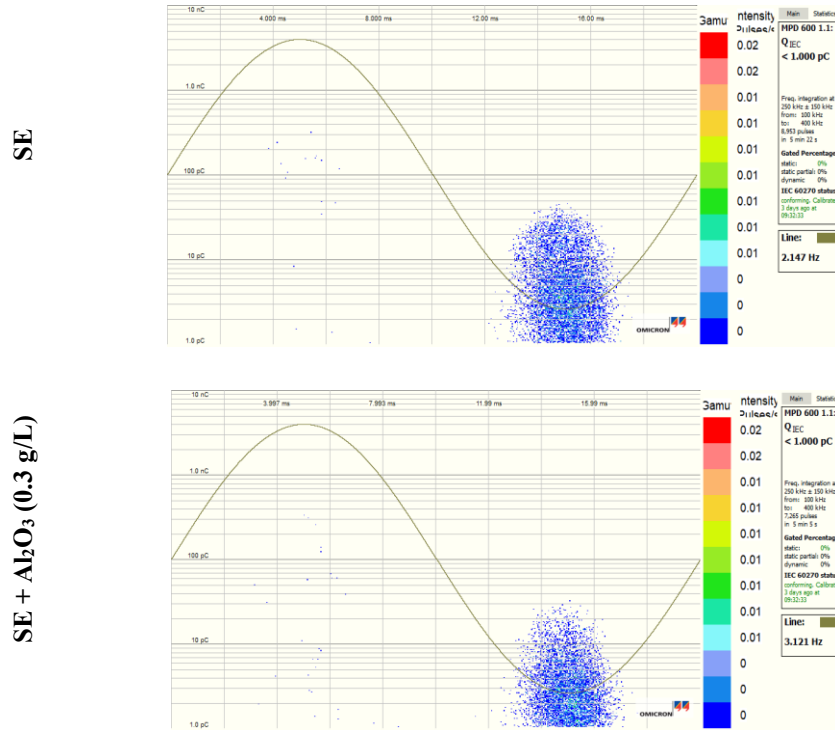 SE
10 nC
4.000 ms 8.000 ms 12.00 ms 16.00 ms
1.0 nC
100 pC
10 pC
1.0 pC
OMICRON
Gamu
ntensity
Pulses/s
0.02
0.02
0.01
0.01
0.01
0.01
0.01
0.01
0.01
0
0
0
Main Statistics
MPD 600 1.1:
Q IEC
< 1.000 pC
Freq. integration at
250 kHz ± 150 kHz
from: 100 kHz
to: 400 kHz
8,953 pulses
in 5 min 22 s
Gated Percentage
static: 0%
static partial: 0%
dynamic 0%
IEC 60270 status
conforming. Calibrate
3 days ago at
09:32:33
Line:
2.147 Hz
SE + Al₂O₃ (0.3 g/L)
10 nC
3.997 ms 7.993 ms 11.99 ms 15.99 ms
1.0 nC
100 pC
10 pC
1.0 pC
OMICRON
Gamu
ntensity
Pulses/s
0.02
0.02
0.01
0.01
0.01
0.01
0.01
0.01
0.01
0
0
0
Main Statistic
MPD 600 1.1:
Q IEC
< 1.000 pC
Freq. integration a
250 kHz ± 150 kHz
from: 100 kHz
to: 400 kHz
7,265 pulses
in 5 min 5 s
Gated Percentag
static: 0%
static partial: 0%
dynamic 0%
IEC 60270 statu
conforming. Calibrat
3 days ago at
09:32:33
Line:
3.121 Hz